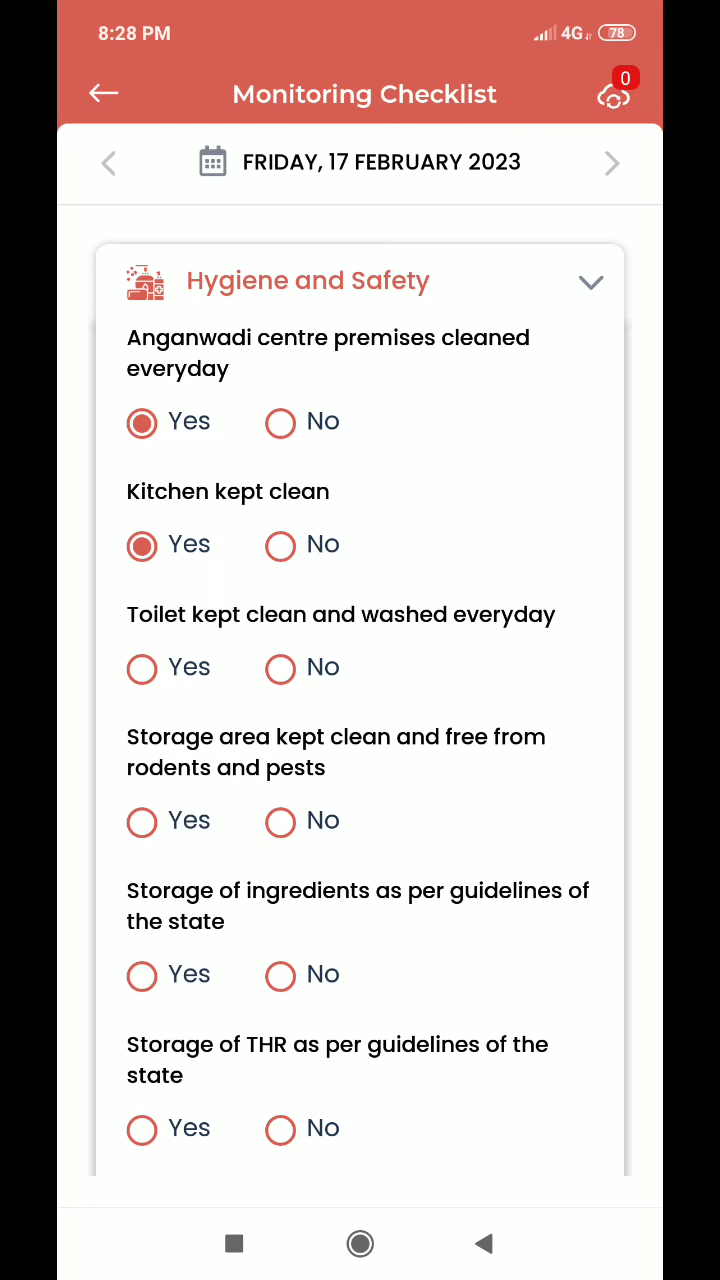 8:28 PM 4G 78
0
Monitoring Checklist
FRIDAY, 17 FEBRUARY 2023
Hygiene and Safety
Anganwadi centre premises cleaned
everyday
Yes No
Kitchen kept clean
Yes No
Toilet kept clean and washed everyday
Yes No
Storage area kept clean and free from
rodents and pests
Yes No
Storage of ingredients as per guidelines of
the state
Yes No
Storage of THR as per guidelines of the
state
Yes No